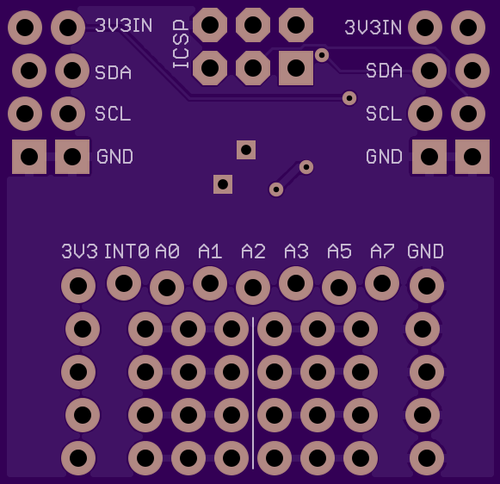 3V3IN
ICSP
3V3IN
SDA
SDA
SCL
SCL
GND
GND
3V3 INT0 A0 A1 A2 A3 A5 A7 GND